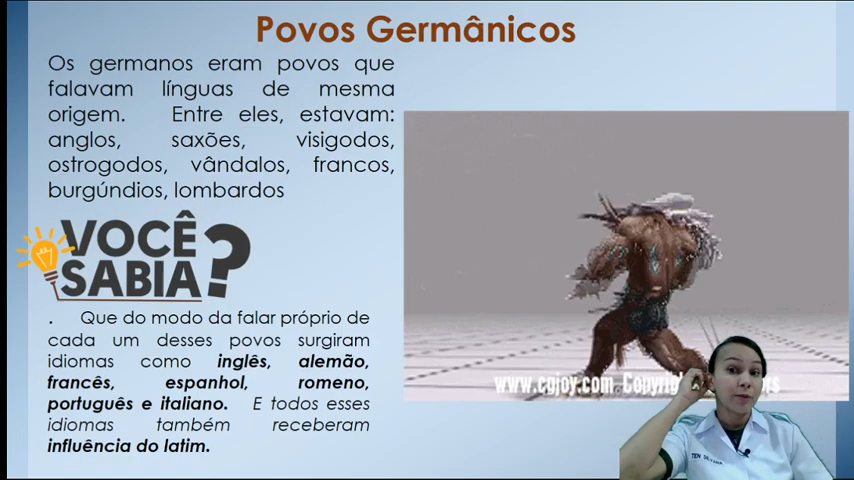 Povos Germânicos
Os germanos eram povos que
falavam línguas de mesma
origem. Entre eles, estavam:
anglos, saxões, visigodos,
ostrogodos, vândalos, francos,
burgúndios, lombardos
VOCÊ
SABIA?
. Que do modo da falar próprio de
cada um desses povos surgiram
idiomas como inglês, alemão,
francês, espanhol, romeno,
português e italiano. E todos esses
idiomas também receberam
influência do latim.
www.cgjoy.com
TEN